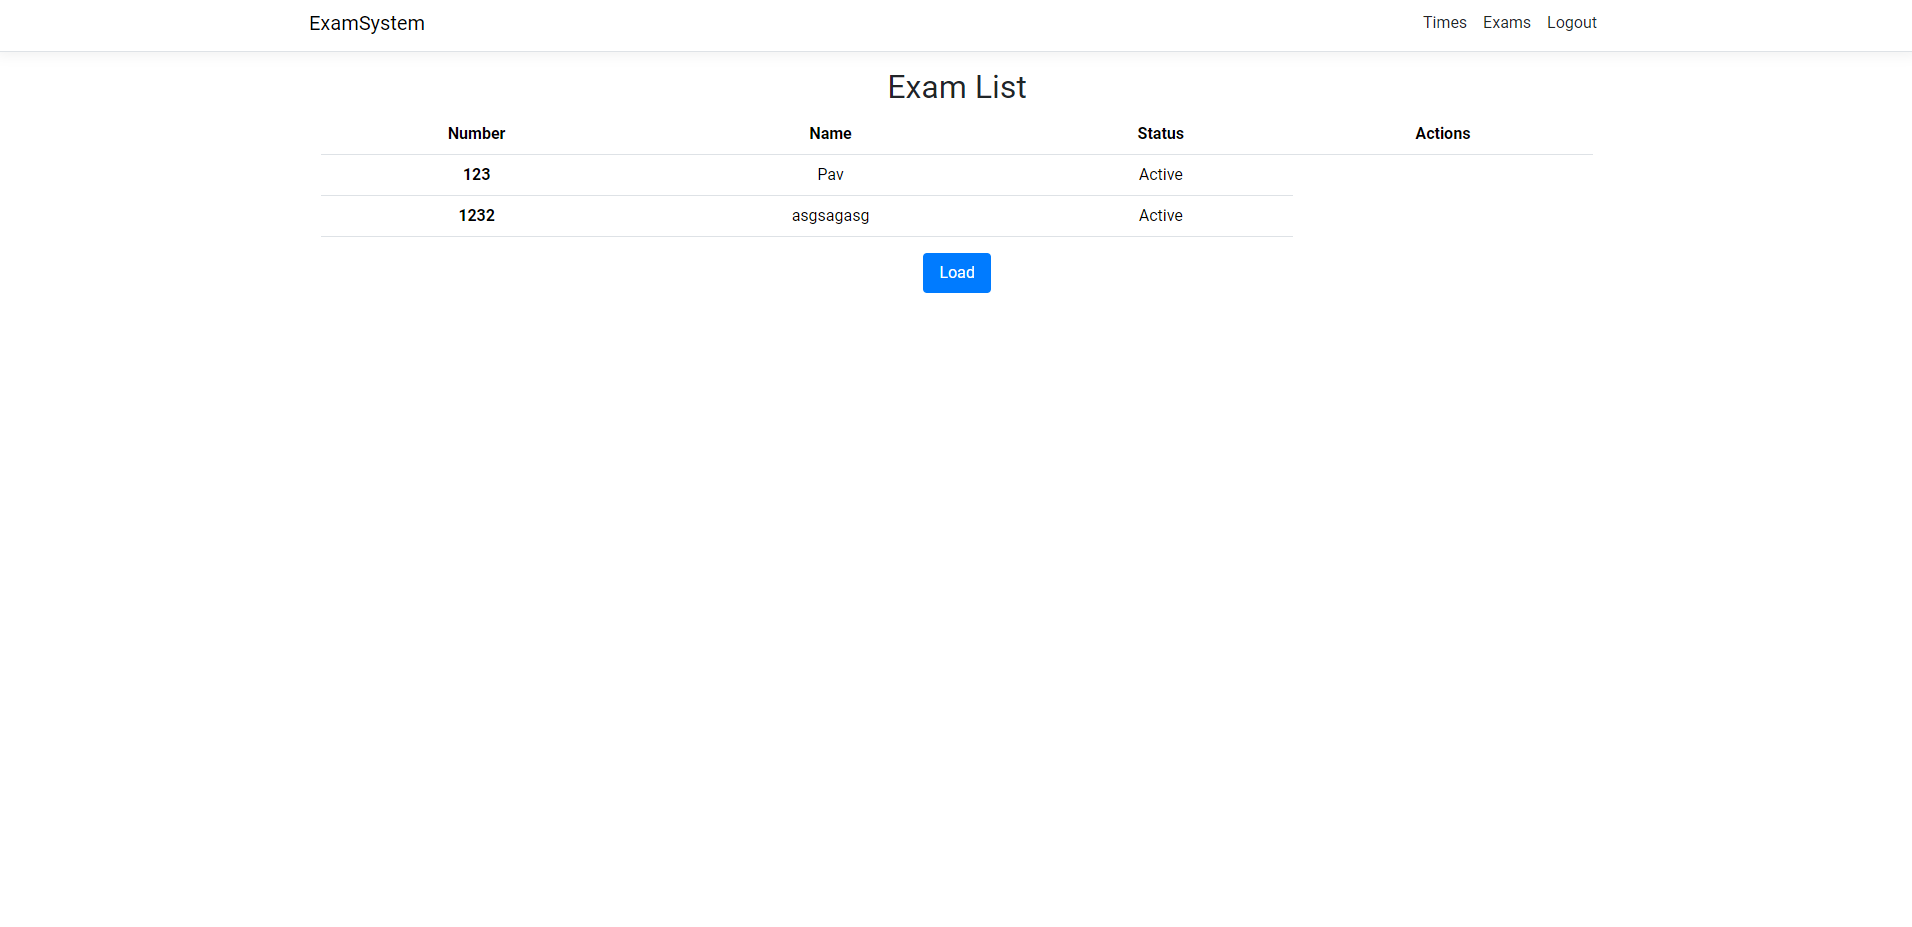 ExamSystem Times Exams Logout
Exam List
Number Name Status Actions
123 Pav Active
1232 asgsagasg Active
Load